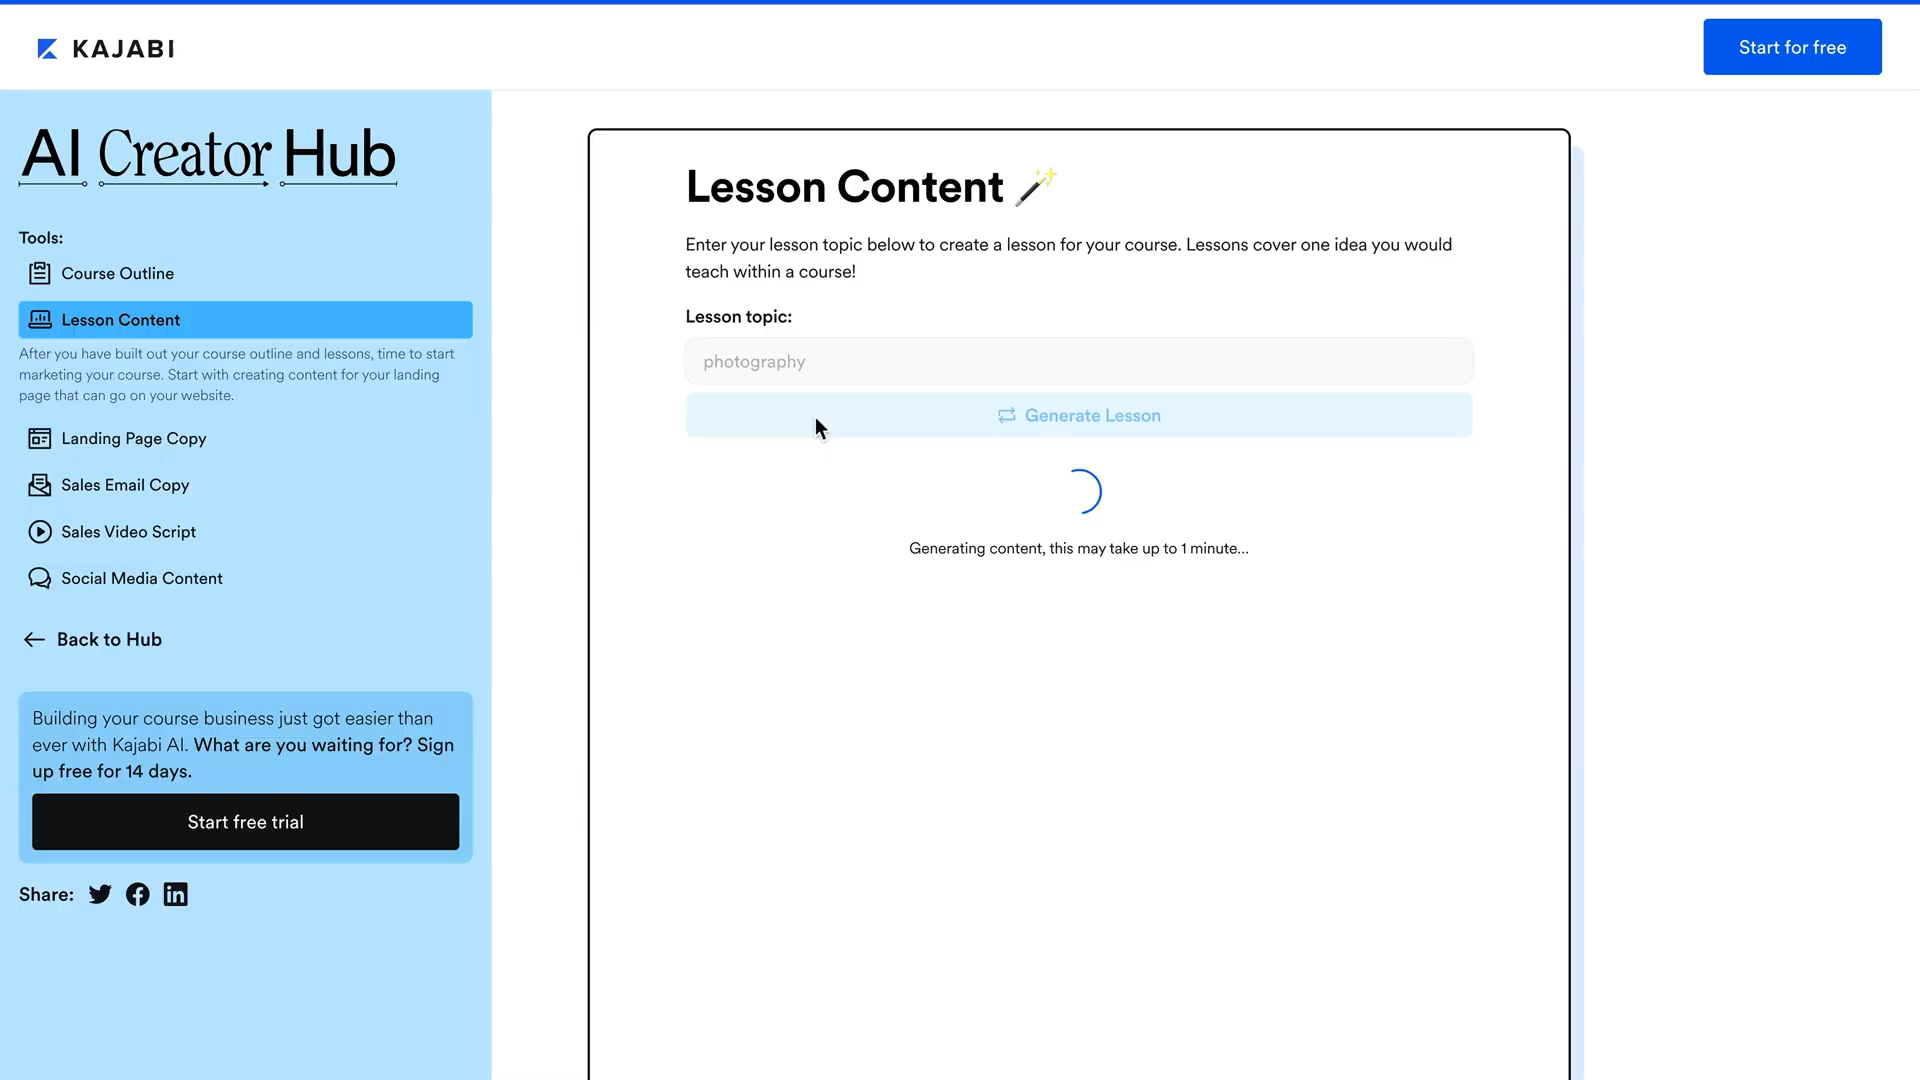 KAJABI
Start for free
AI Creator Hub
Tools:
Course Outline
Lesson Content
After you have built out your course outline and lessons, time to start
marketing your course. Start with creating content for your landing
page that can go on your website.
Landing Page Copy
Sales Email Copy
Sales Video Script
Social Media Content
Back to Hub
Building your course business just got easier than
ever with Kajabi AI. What are you waiting for? Sign
up free for 14 days.
Start free trial
Share:
Lesson Content
Enter your lesson topic below to create a lesson for your course. Lessons cover one idea you would
teach within a course!
Lesson topic:
photography
Generate Lesson
Generating content, this may take up to 1 minute...